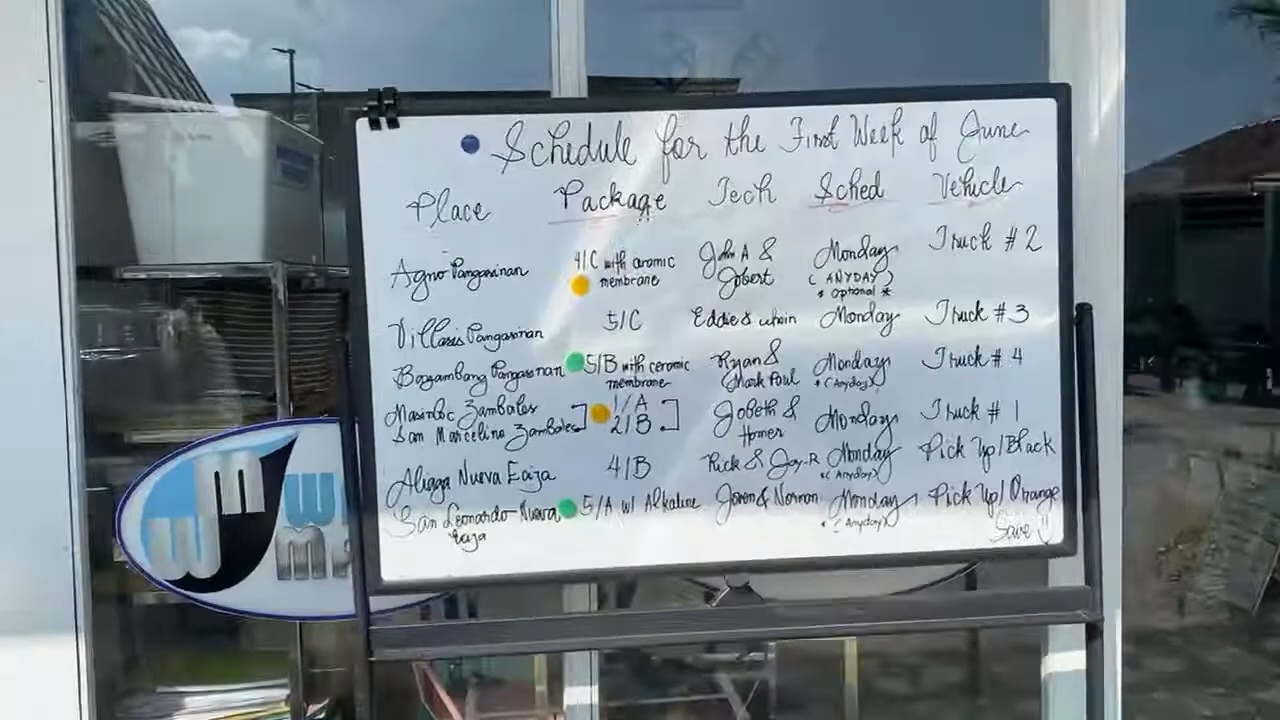 Schedule for the First Week of June
Place Package Tech Sched Vehicle
Agno Pangasinan 4/C with ceramic membrane John A & Jobert Monday (ANYDAY) * optional * Truck #2
Villasis Pangasinan 5/C Eddie & Monday Truck #3
Bayambang Pangasinan 5/B with ceramic membrane Ryan & Mark Paul Monday *(Anyday) Truck #4
Masinloc Zambales 1/A Jobeth & Homer Monday Truck #1
San Marcelino Zambales 2/B
Aliaga Nueva Ecija 4/B Rick & Jay-R Monday *(Anyday) Pick Up/Black
San Leonardo Nueva Ecija 5/A w/ Alkaline & Monday *(Anyday) Pick Up/Orange
Save